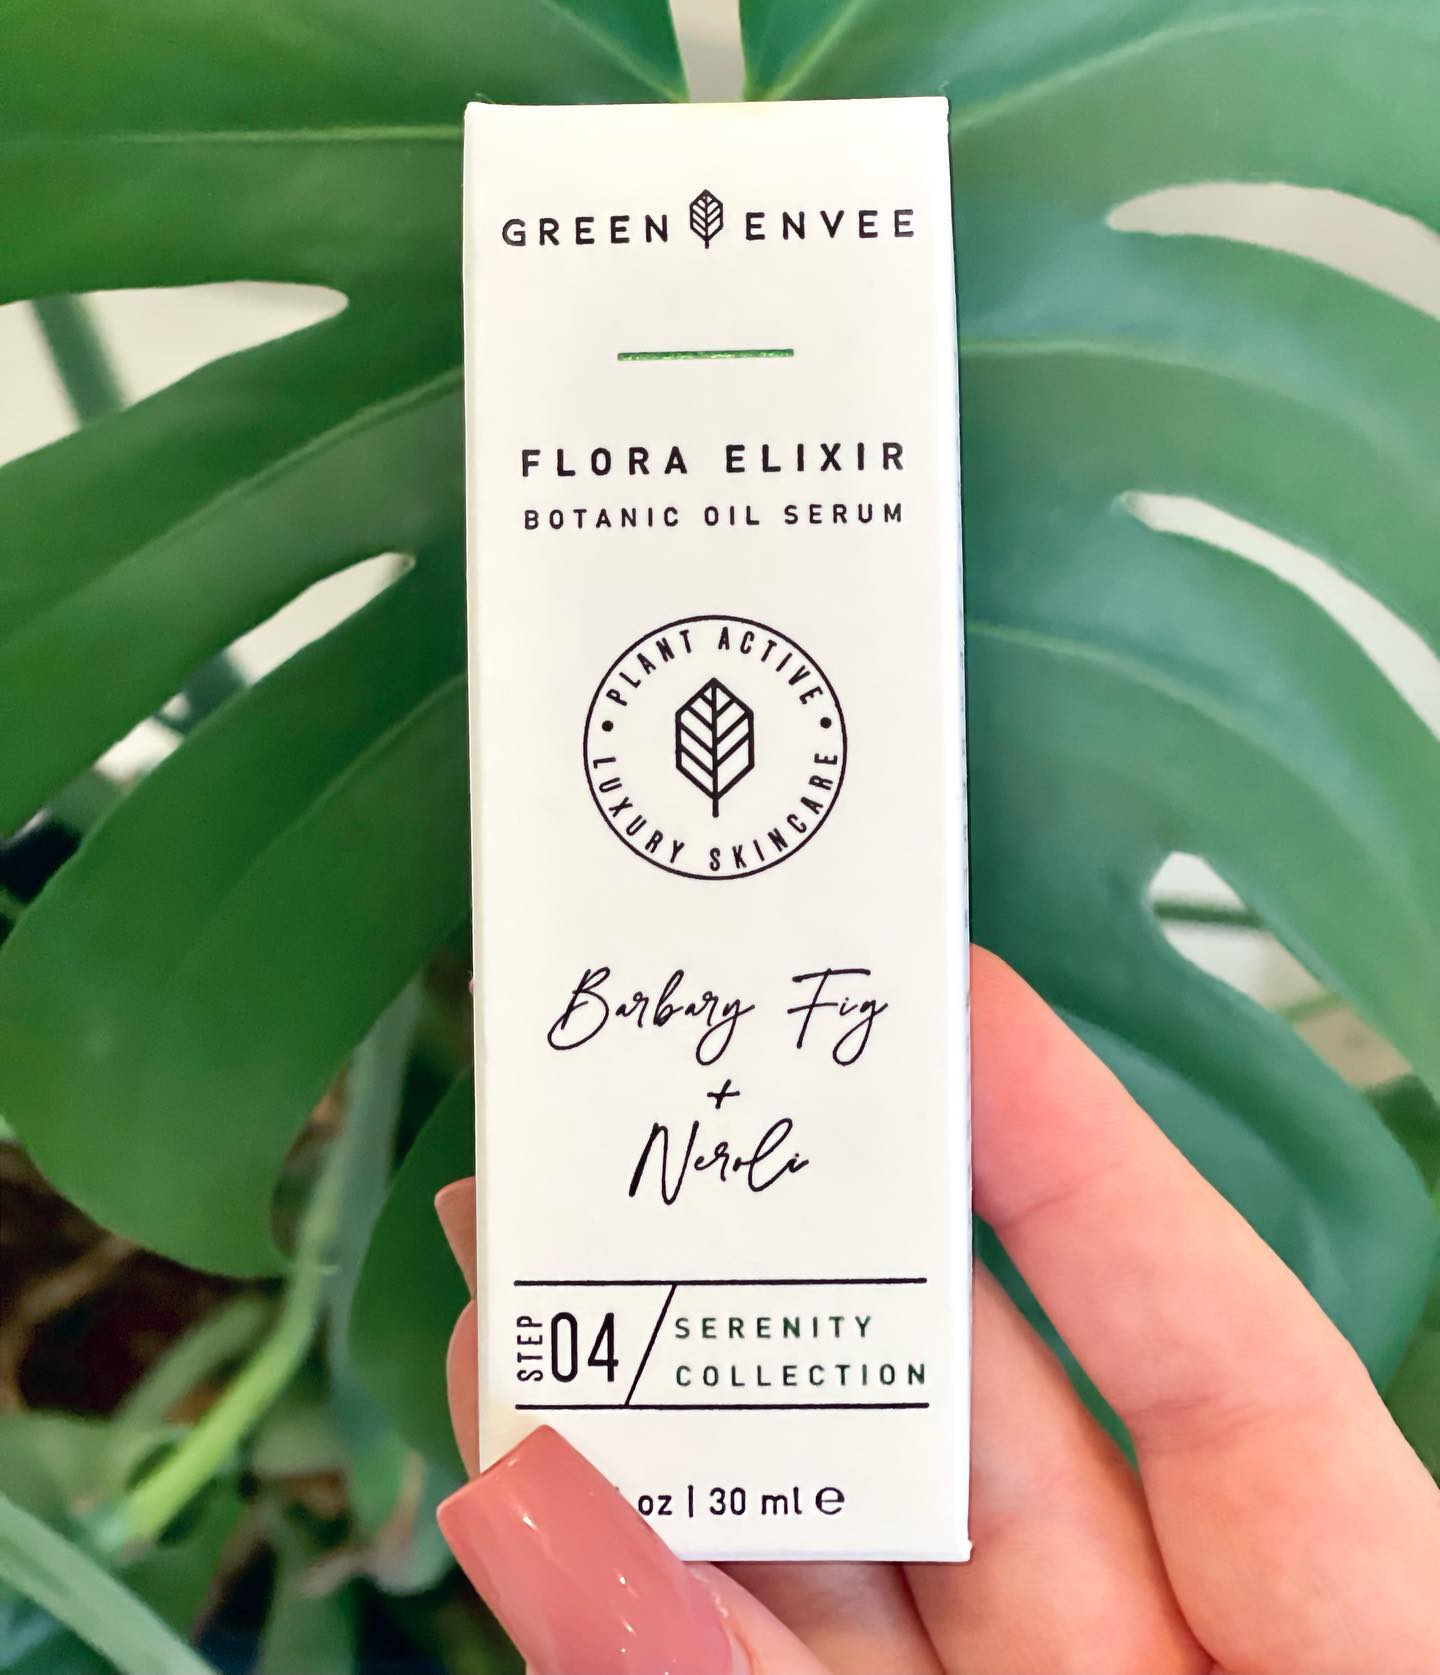 GREEN ENVEE
FLORA ELIXIR
BOTANIC OIL SERUM
• PLANT ACTIVE •
LUXURY SKINCARE
Barbary Fig
+
Neroli
STEP 04 / SERENITY
COLLECTION
oz | 30 ml ℮